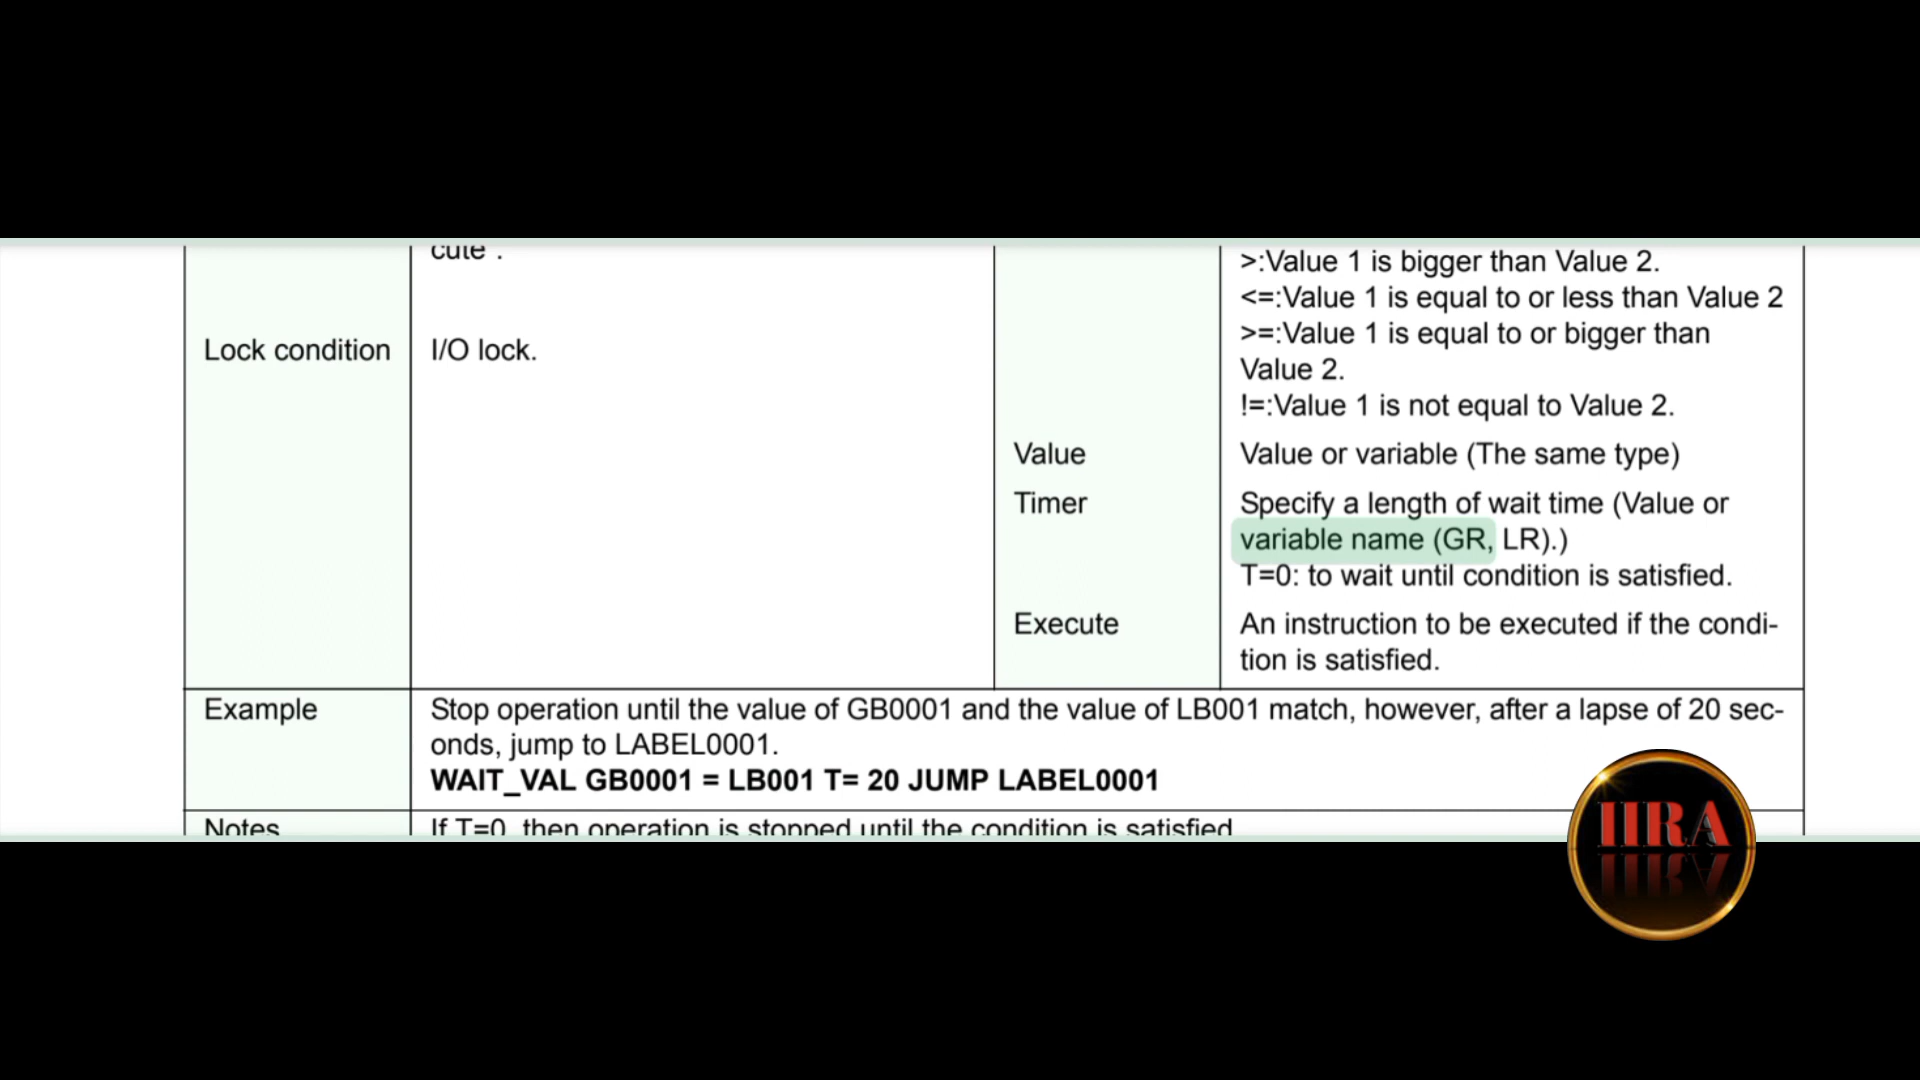 cute".
>:Value 1 is bigger than Value 2.
<=:Value 1 is equal to or less than Value 2
Lock condition I/O lock.
>=:Value 1 is equal to or bigger than
Value 2.
!=:Value 1 is not equal to Value 2.
Value Value or variable (The same type)
Timer Specify a length of wait time (Value or
variable name (GR, LR).)
T=0: to wait until condition is satisfied.
Execute An instruction to be executed if the condi-
tion is satisfied.
Example Stop operation until the value of GB0001 and the value of LB001 match, however, after a lapse of 20 sec-
onds, jump to LABEL0001.
WAIT_VAL GB0001 = LB001 T= 20 JUMP LABEL0001
Notes If T=0, then operation is stopped until the condition is satisfied
IIRA